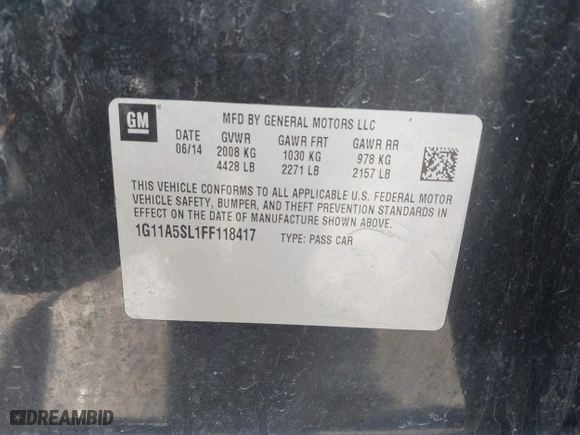 GM
MFD BY GENERAL MOTORS LLC
DATE GVWR GAWR FRT GAWR RR
06/14 2008 KG 1030 KG 978 KG
4428 LB 2271 LB 2157 LB
THIS VEHICLE CONFORMS TO ALL APPLICABLE U.S. FEDERAL MOTOR
VEHICLE SAFETY, BUMPER, AND THEFT PREVENTION STANDARDS IN
EFFECT ON THE DATE OF MANUFACTURE SHOWN ABOVE.
1G11A5SL1FF118417 TYPE: PASS CAR
DREAMBID